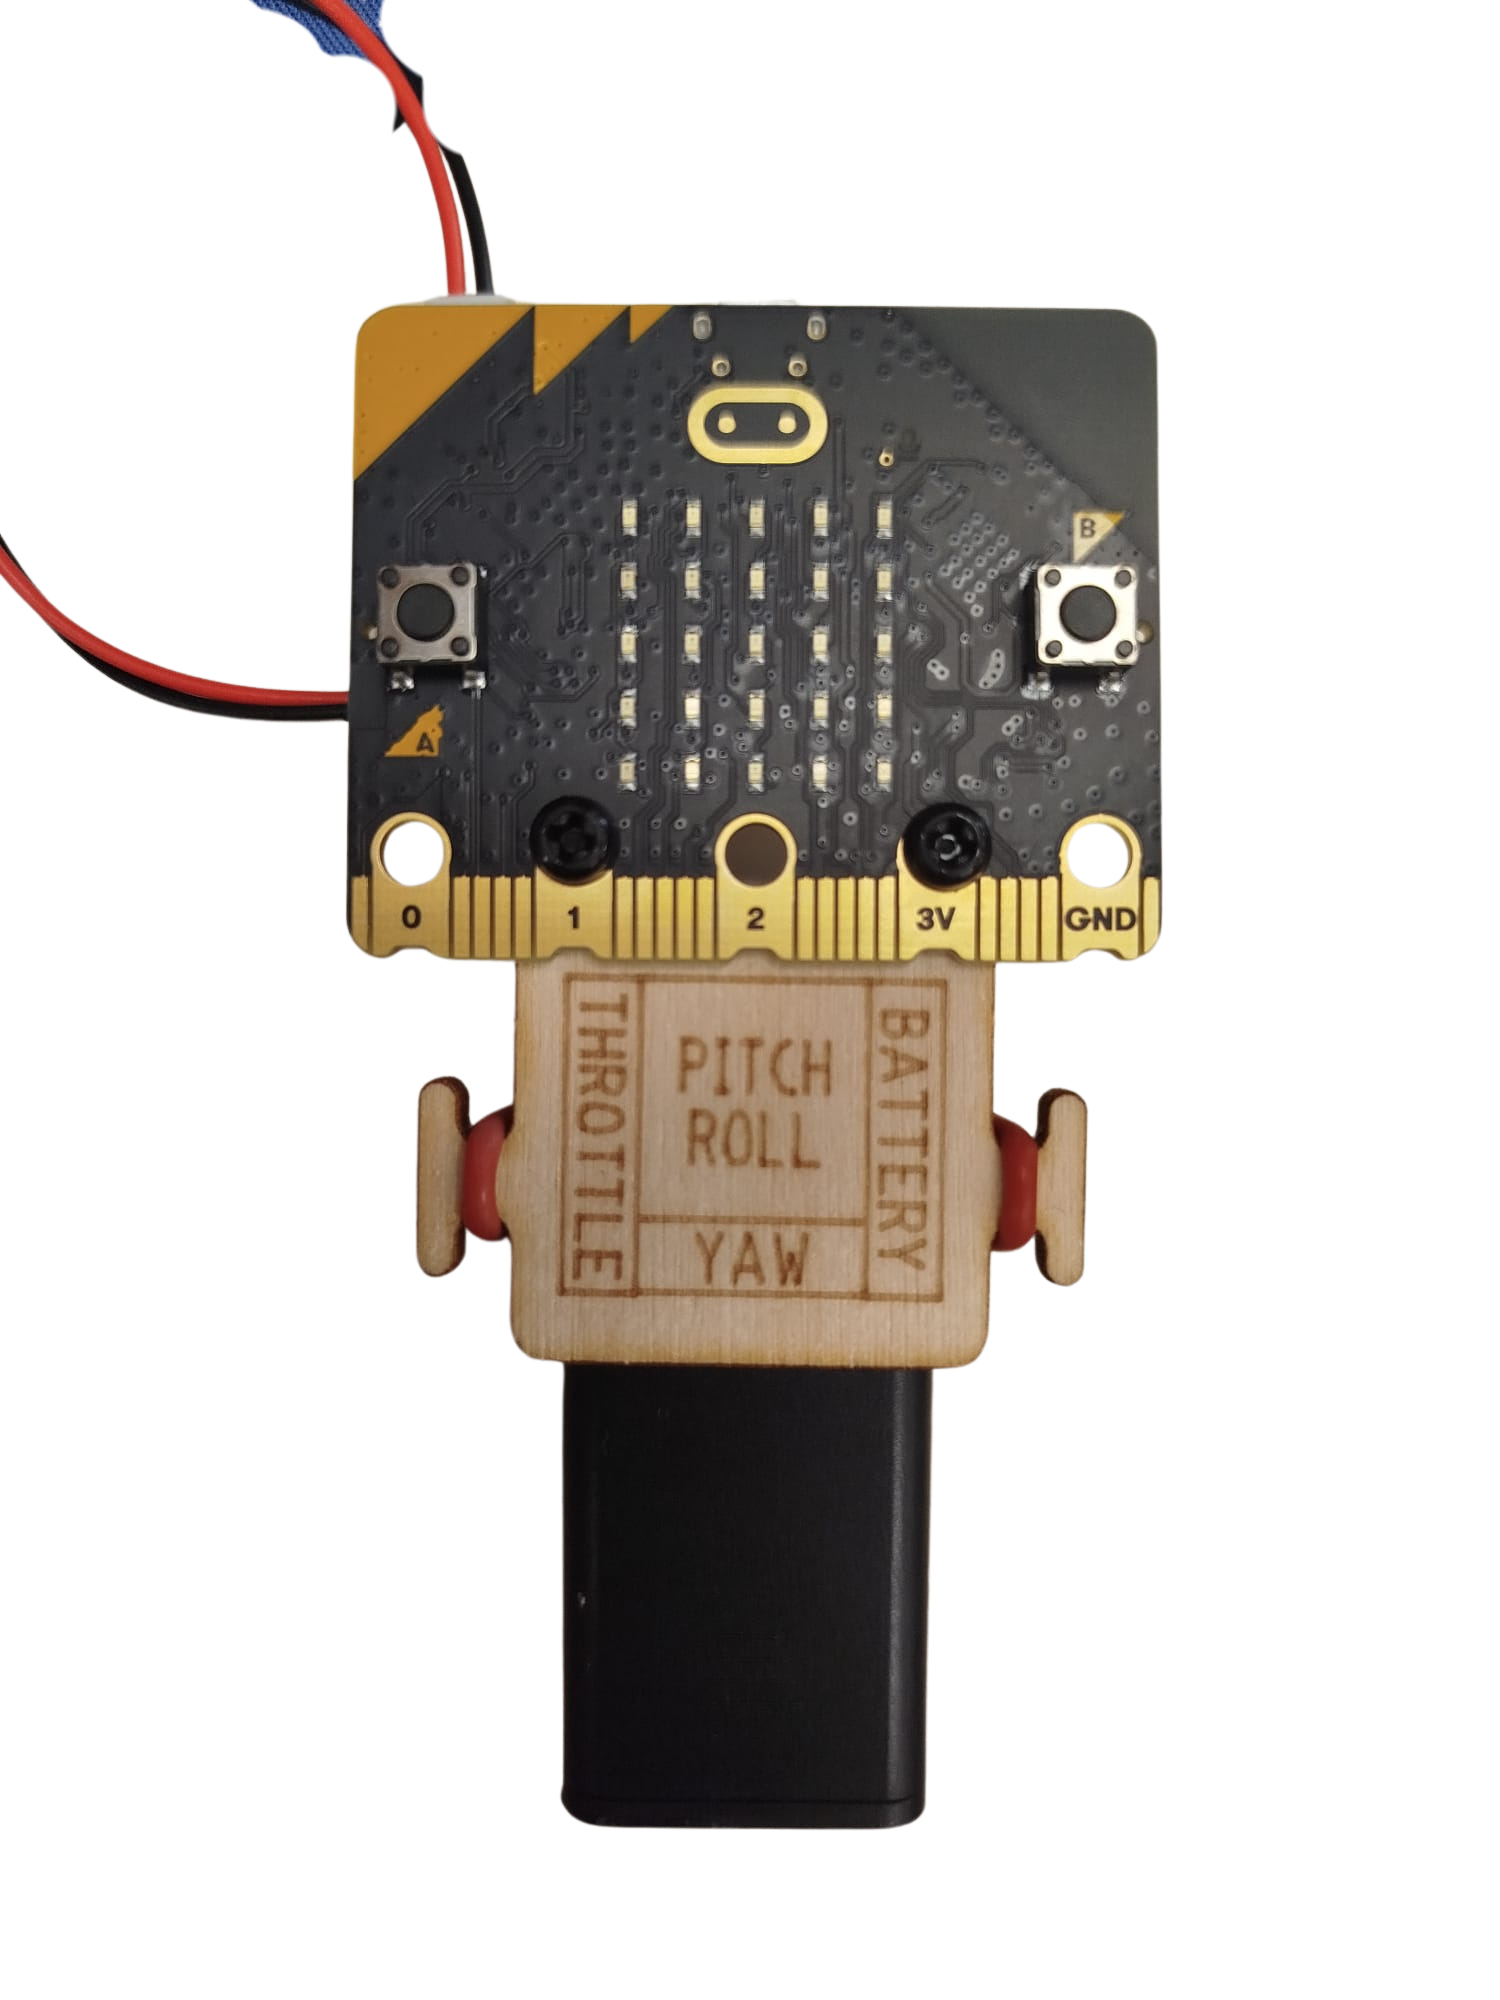 B
A
0 1 2 3V GND
THROTTLE
PITCH
ROLL
YAW
BATTERY